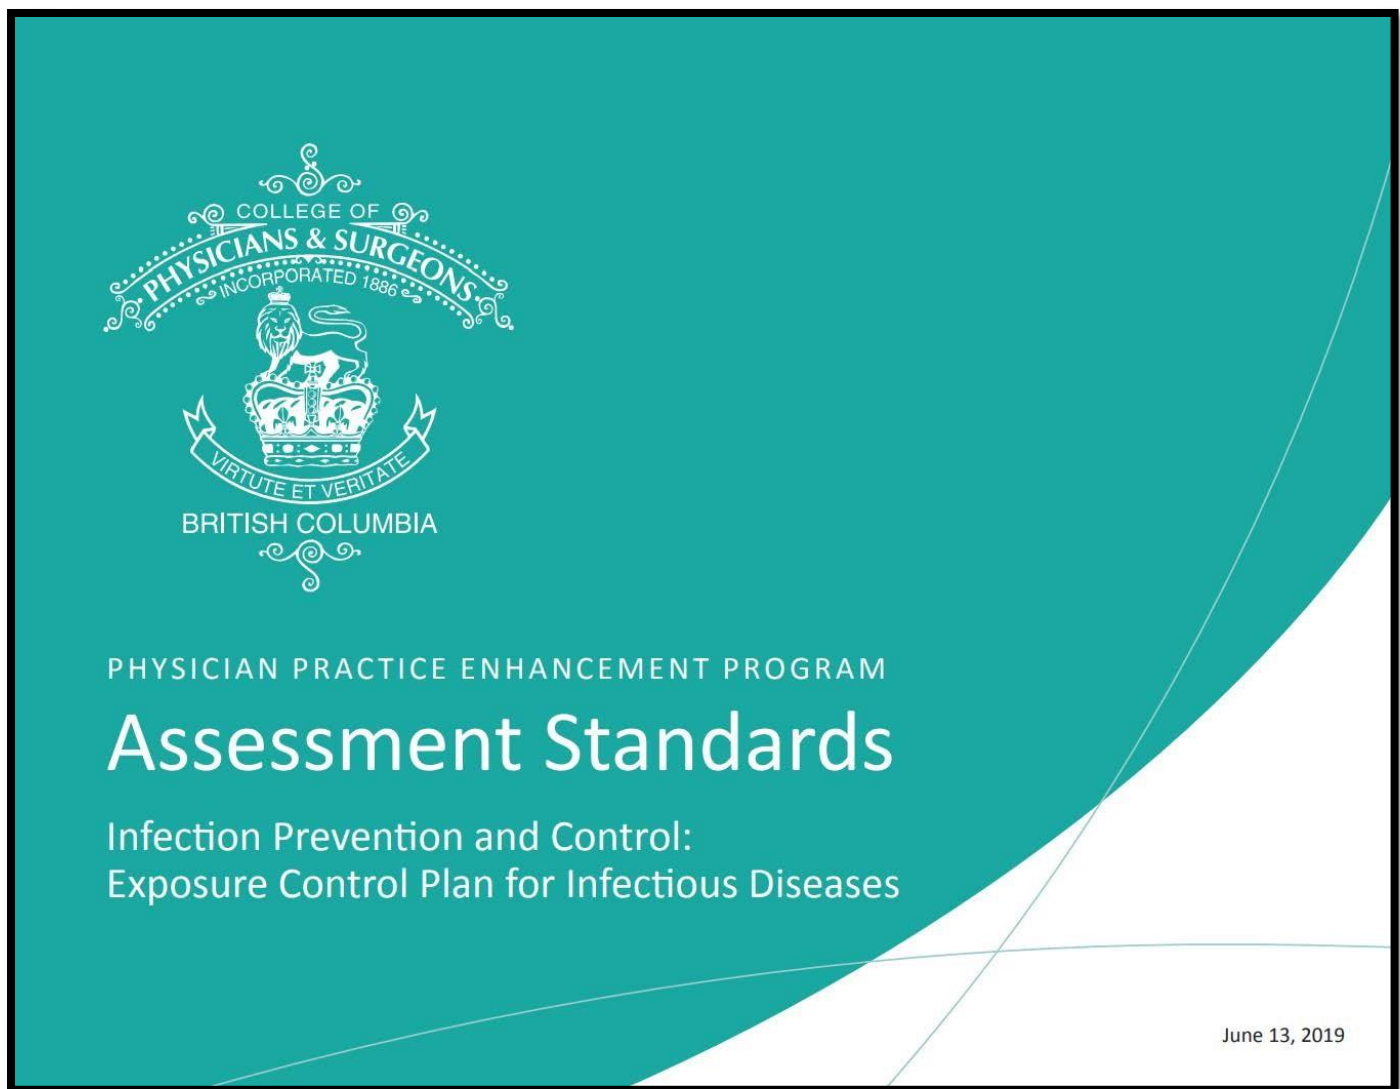 COLLEGE OF
PHYSICIANS & SURGEONS
INCORPORATED 1886
VIRTUTE ET VERITATE
BRITISH COLUMBIA
PHYSICIAN PRACTICE ENHANCEMENT PROGRAM
Assessment Standards
Infection Prevention and Control:
Exposure Control Plan for Infectious Diseases
June 13, 2019